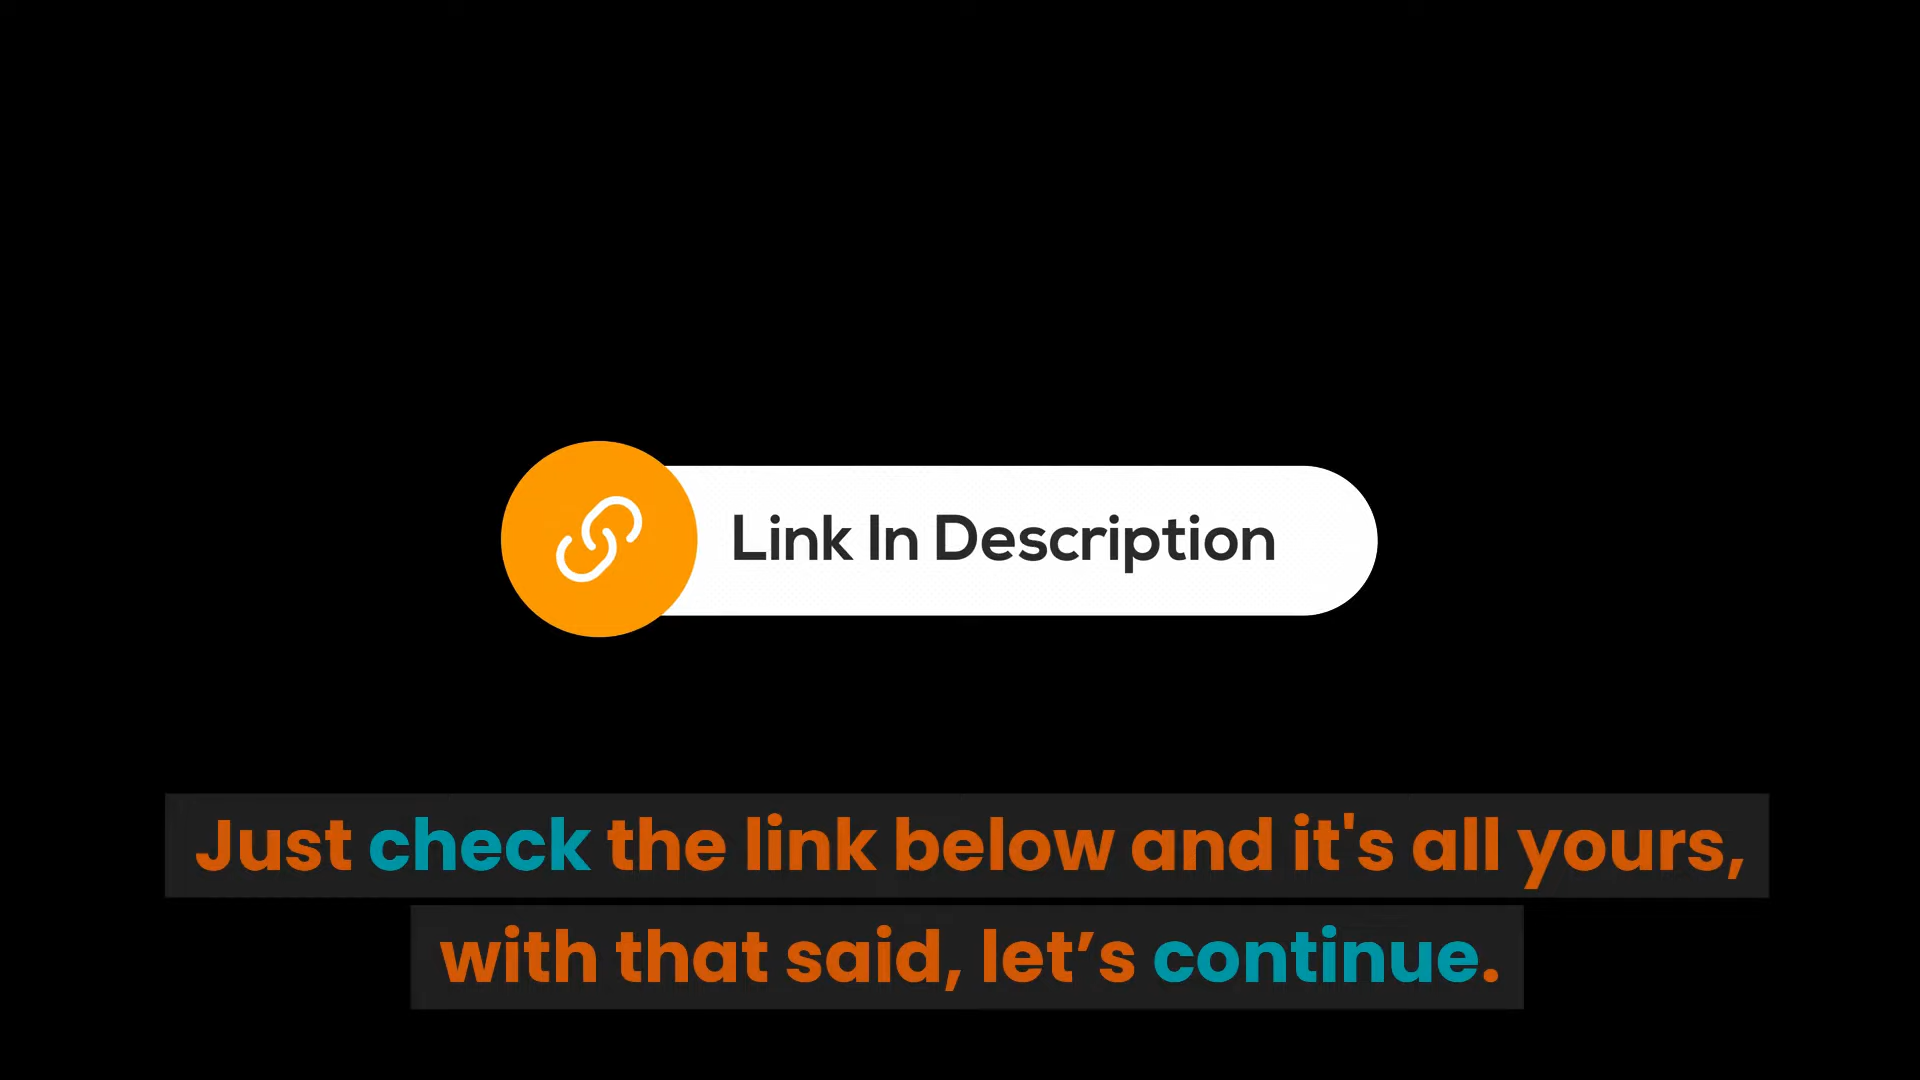 Link In Description
Just check the link below and it's all yours,
with that said, let’s continue.